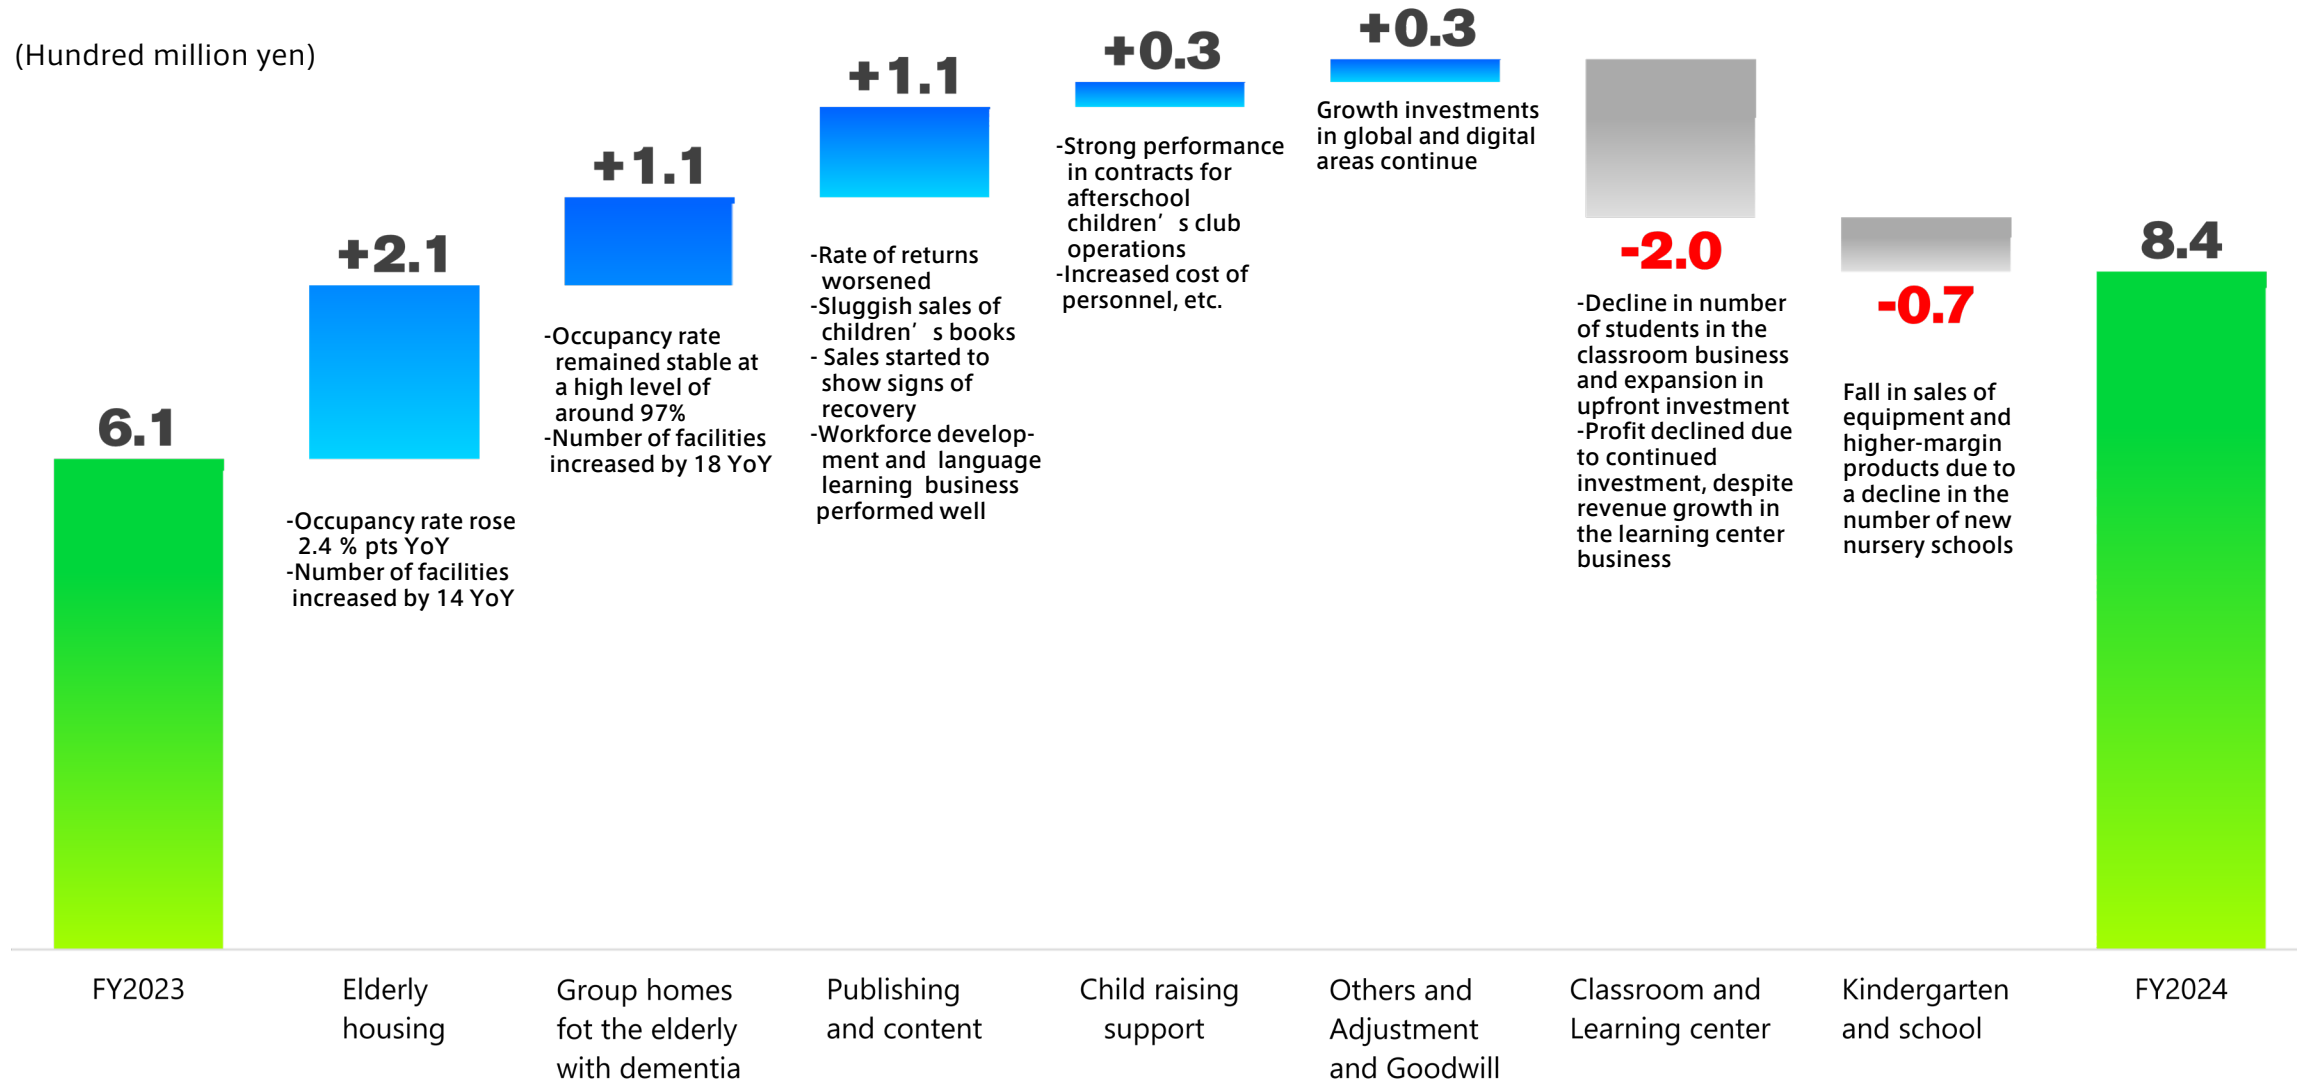 (Hundred million yen)
6.1
+2.1
-Occupancy rate rose
2.4 % pts YoY
-Number of facilities
increased by 14 YoY
+1.1
-Occupancy rate
remained stable at
a high level of
around 97%
-Number of facilities
increased by 18 YoY
+1.1
-Rate of returns
worsened
-Sluggish sales of
children’s books
- Sales started to
show signs of
recovery
-Workforce develop-
ment and language
learning business
performed well
+0.3
-Strong performance
in contracts for
afterschool
children’s club
operations
-Increased cost of
personnel, etc.
+0.3
Growth investments
in global and digital
areas continue
-2.0
-Decline in number
of students in the
classroom business
and expansion in
upfront investment
-Profit declined due
to continued
investment, despite
revenue growth in
the learning center
business
-0.7
Fall in sales of
equipment and
higher-margin
products due to
a decline in the
number of new
nursery schools
8.4
FY2023
Elderly
housing
Group homes
fot the elderly
with dementia
Publishing
and content
Child raising
support
Others and
Adjustment
and Goodwill
Classroom and
Learning center
Kindergarten
and school
FY2024